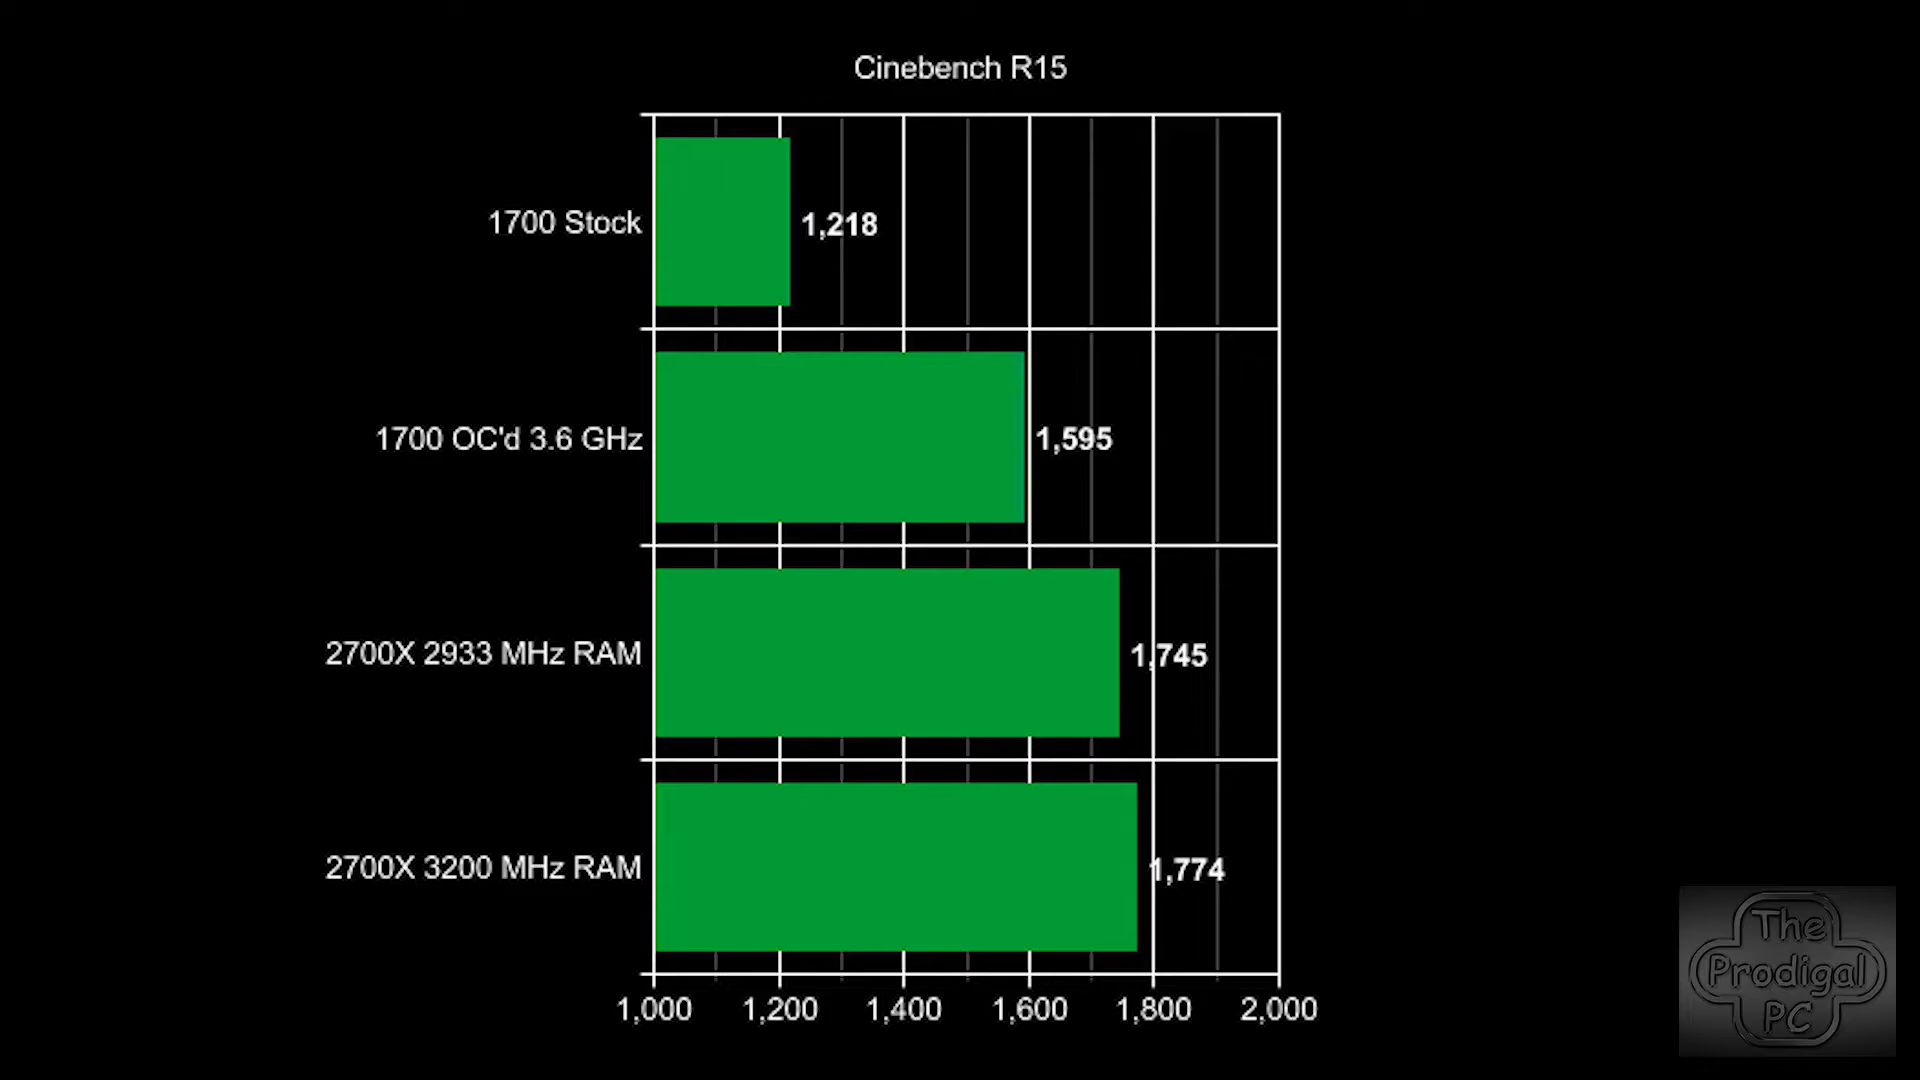 Cinebench R15
1700 Stock
1,218
1700 OC'd 3.6 GHz
1,595
2700X 2933 MHz RAM
1,745
2700X 3200 MHz RAM
1,774
1,000 1,200 1,400 1,600 1,800 2,000
The
Prodigal
PC